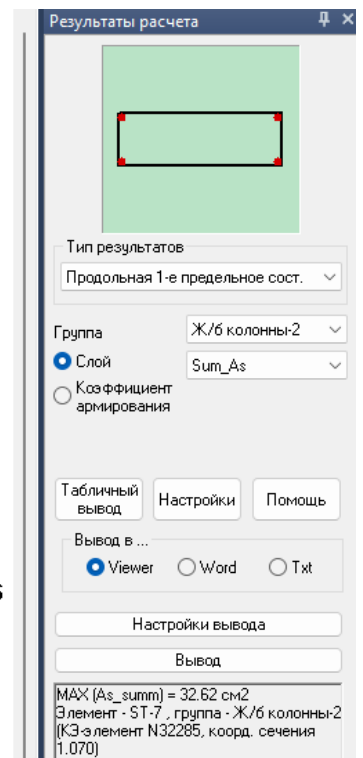 Результаты расчета
Тип результатов
Продольная 1-е предельное сост.
Группа
Ж/б колонны-2
Слой
Sum_As
Коэффициент
армирования
Табличный
вывод
Настройки
Помощь
Вывод в ...
Viewer
Word
Txt
s
Настройки вывода
Вывод
MAX (As_summ) = 32.62 см2
Элемент - ST-7 , группа - Ж/б колонны-2
(КЭ-элемент N32285, коорд. сечения
1.070)